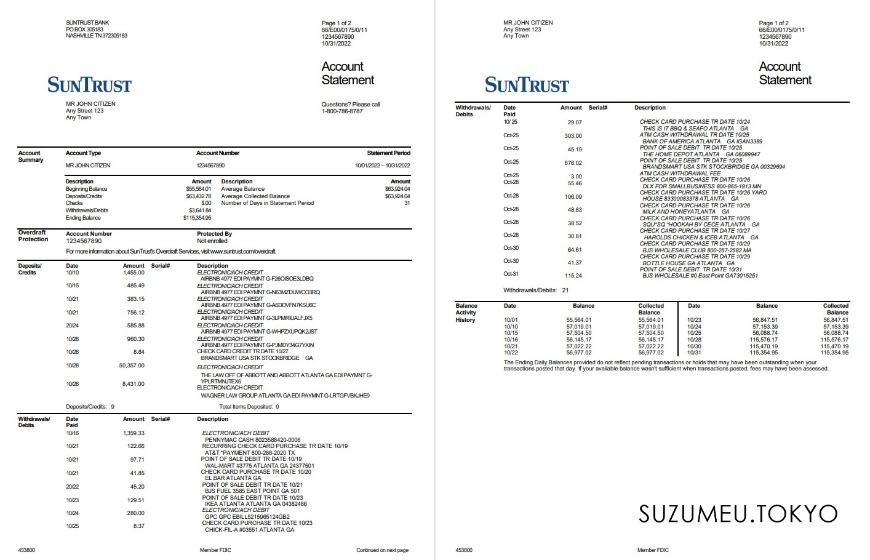 SUNTRUST BANK
PO BOX 305183
NASHVILLE TN 372305183
Page 1 of 2
66/E00/0175/0/11
1234567890
10/31/2022
Account
Statement
SUNTRUST
MR JOHN CITIZEN
Any Street 123
Any Town
Questions? Please call
1-800-786-8787
Account Summary
Account Type Account Number Statement Period
MR JOHN CITIZEN 1234567890 10/01/2022 – 10/31/2022
Description Amount Description Amount
Beginning Balance $55,564.01 Average Balance $63,924.04
Deposits/Credits $63,432.78 Average Collected Balance $63,924.04
Checks $.00 Number of Days in Statement Period 31
Withdrawals/Debits $3,641.84
Ending Balance $115,354.95
Overdraft Protection
Account Number Protected By
1234567890 Not enrolled
For more information about SunTrust's Overdraft Services, visit www.suntrust.com/overdraft.
Deposits/ Credits
Date Amount Serial# Description
10/10 1,455.00 ELECTRONIC/ACH CREDIT
AIRBNB 4977 EDI PAYMNT
10/15 485.49 ELECTRONIC/ACH CREDIT
AIRBNB 4977 EDI PAYMNT
10/21 383.15 ELECTRONIC/ACH CREDIT
AIRBNB 4977 EDI PAYMNT
10/21 756.12 ELECTRONIC/ACH CREDIT
AIRBNB 4977 EDI PAYMNT
20/24 585.88 ELECTRONIC/ACH CREDIT
AIRBNB 4977 EDI PAYMNT
10/28 960.30 ELECTRONIC/ACH CREDIT
AIRBNB 4977 EDI PAYMNT
10/28 8.84 CHECK CARD CREDIT TR DATE 10/27
BRANDSMART USA STK STOCKBRIDGE GA
10/28 50,357.00 ELECTRONIC/ACH CREDIT
THE LAW OFF OF ABBOTT AND ABBOTT ATLANTA GA EDI PAYMENT G-
10/28 8,431.00 ELECTRONIC/ACH CREDIT
WAGNER LAW GROUP ATLANTA GA EDI PAYMNT
Deposits/Credits: 9 Total Items Deposited: 0
Withdrawals/ Debits
Date Paid Amount Serial# Description
10/16 1,359.33 ELECTRONIC/ACH DEBIT
PENNYMAC CASH 8023588420-0006
10/21 122.66 RECURRING CHECK CARD PURCHASE TR DATE 10/19
AT&T *PAYMENT 800-288-2020 TX
10/21 97.71 POINT OF SALE DEBIT TR DATE 10/19
WAL-MART #3775 ATLANTA GA 24377501
10/21 41.85 CHECK CARD PURCHASE TR DATE 10/20
EL BAR ATLANTA GA
20/22 45.20 POINT OF SALE DEBIT TR DATE 10/21
BJS FUEL 3585 EAST POINT GA 501
10/23 129.51 POINT OF SALE DEBIT TR DATE 10/23
IKEA ATLANTA ATLANTA GA 04382466
10/24 280.00 ELECTRONIC/ACH DEBIT
GPC GPC EBILL
10/25 8.37 CHECK CARD PURCHASE TR DATE 10/23
CHICK-FIL-A #03551 ATLANTA GA
453800 Member FDIC Continued on next page
MR JOHN CITIZEN
Any Street 123
Any Town
Page 1 of 2
66/E00/0175/0/11
1234567890
10/31/2022
Account
Statement
SUNTRUST
Withdrawals/ Debits
Date Paid Amount Serial# Description
10/ 25 29.07 CHECK CARD PURCHASE TR DATE 10/24
THIS IS IT BBQ & SEAFO ATLANTA GA
Oct-25 303.00 ATM CASH WITHDRAWAL TR DATE 10/25
BANK OF AMERICA ATLANTA GA
Oct-25 45.19 POINT OF SALE DEBIT TR DATE 10/25
THE HOME DEPOT ATLANTA GA
Oct-25 676.02 POINT OF SALE DEBIT TR DATE 10/25
BRANDSMART USA STK STOCKBRIDG GA
Oct-25 3.00 ATM CASH WITHDRAWAL FEE
Oct-28 55.46 CHECK CARD PURCHASE TR DATE 10/26
DLX FOR SMALLBUSINESS 800-865-1913 MN
Oct-28 106.09 CHECK CARD PURCHASE TR DATE 10/26 YARD
HOUSE 83300083378 ATLANTA GA
Oct-28 48.83 CHECK CARD PURCHASE TR DATE 10/26
MILK AND HONEY ATLANTA GA
Oct-28 38.52 CHECK CARD PURCHASE TR DATE 10/26
SQU*SQ *HOOKAH BY CECE ATLANTA GA
Oct-28 30.81 CHECK CARD PURCHASE TR DATE 10/27
HAROLDS CHICKEN & ICEB ATLANTA GA
Oct-30 64.81 CHECK CARD PURCHASE TR DATE 10/29
BJS WHOLESALE CLUB 800-257-2582 MA
Oct-30 41.37 CHECK CARD PURCHASE TR DATE 10/29
BOTTLE HOUSE GA ATLANTA GA
Oct-31 115.24 POINT OF SALE DEBIT TR DATE 10/31
BJS WHOLESALE #0 East Point GA
Withdrawals/Debits: 21
Balance Activity History
Date Balance Collected Balance Date Balance Collected Balance
10/01 55,564.01 55,564.01 10/23 56,847.51 56,847.51
10/10 57,019.01 57,019.01 10/24 57,153.39 57,153.39
10/15 57,504.50 57,504.50 10/25 56,088.74 56,088.74
10/16 56,145.17 56,145.17 10/28 115,576.17 115,576.17
10/21 57,022.22 57,022.22 10/30 115,470.19 115,470.19
10/22 56,977.02 56,977.02 10/31 115,354.95 115,354.95
The Ending Daily Balances provided do not reflect pending transactions or holds that may have been outstanding when your
transactions posted that day. If your available balance wasn't sufficient when transactions posted, fees may have been assessed.
SUZUMEU.TOKYO
453800 Member FDIC